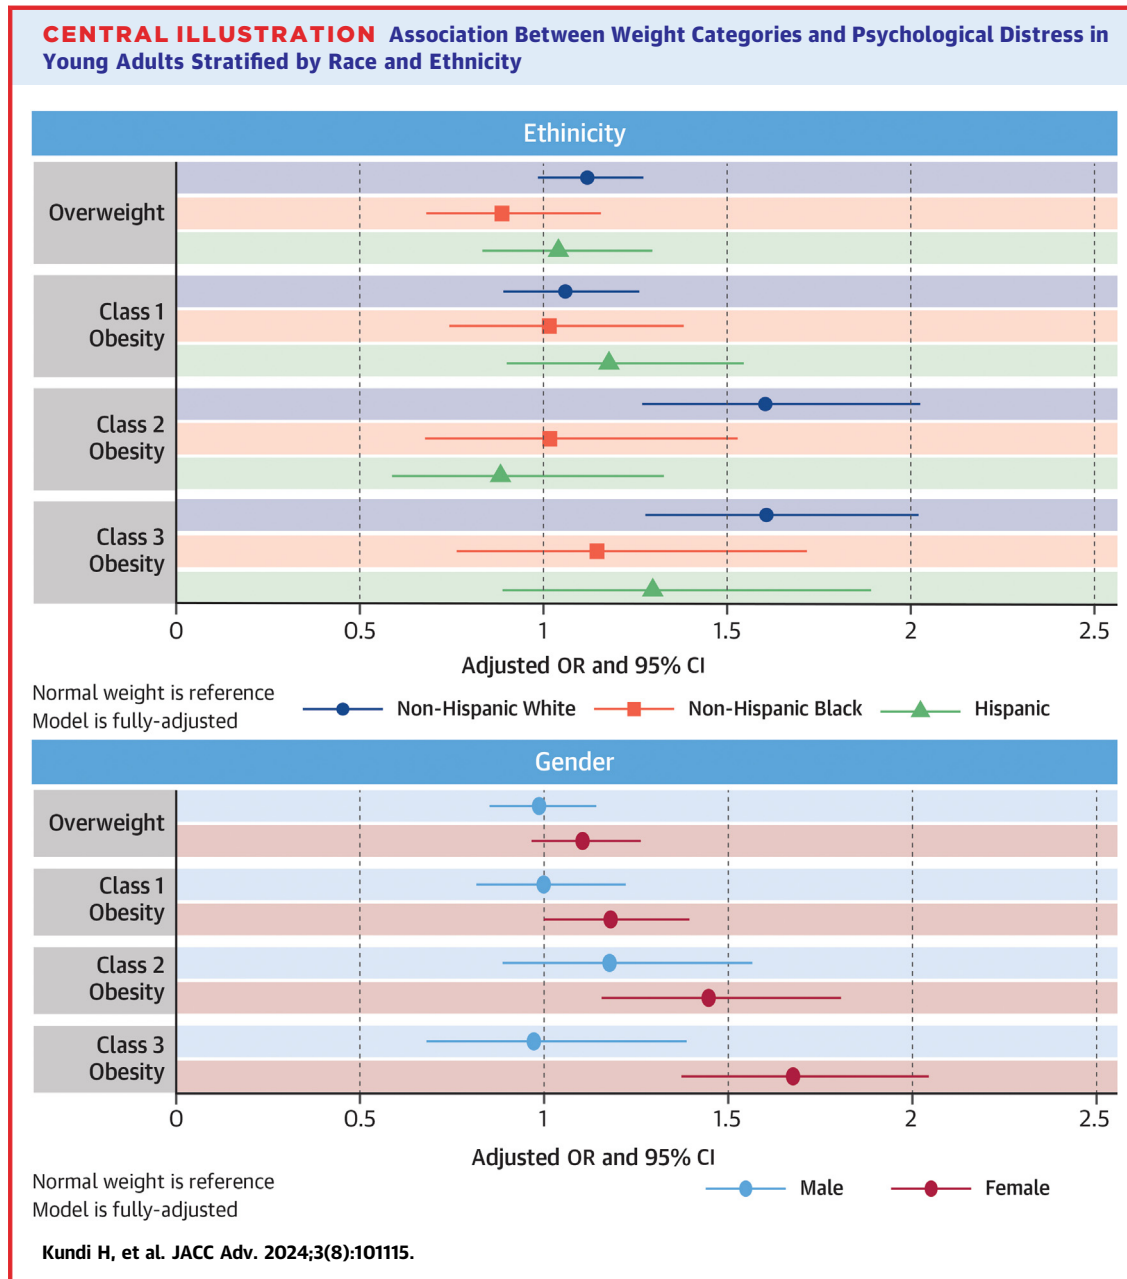 CENTRAL ILLUSTRATION Association Between Weight Categories and Psychological Distress in
Young Adults Stratified by Race and Ethnicity
Ethinicity
Overweight
Class 1
Obesity
Class 2
Obesity
Class 3
Obesity
0 0.5 1 1.5 2 2.5
Adjusted OR and 95% CI
Normal weight is reference
Model is fully-adjusted
Non-Hispanic White Non-Hispanic Black Hispanic
Gender
Overweight
Class 1
Obesity
Class 2
Obesity
Class 3
Obesity
0 0.5 1 1.5 2 2.5
Adjusted OR and 95% CI
Normal weight is reference
Model is fully-adjusted
Male Female
Kundi H, et al. JACC Adv. 2024;3(8):101115.